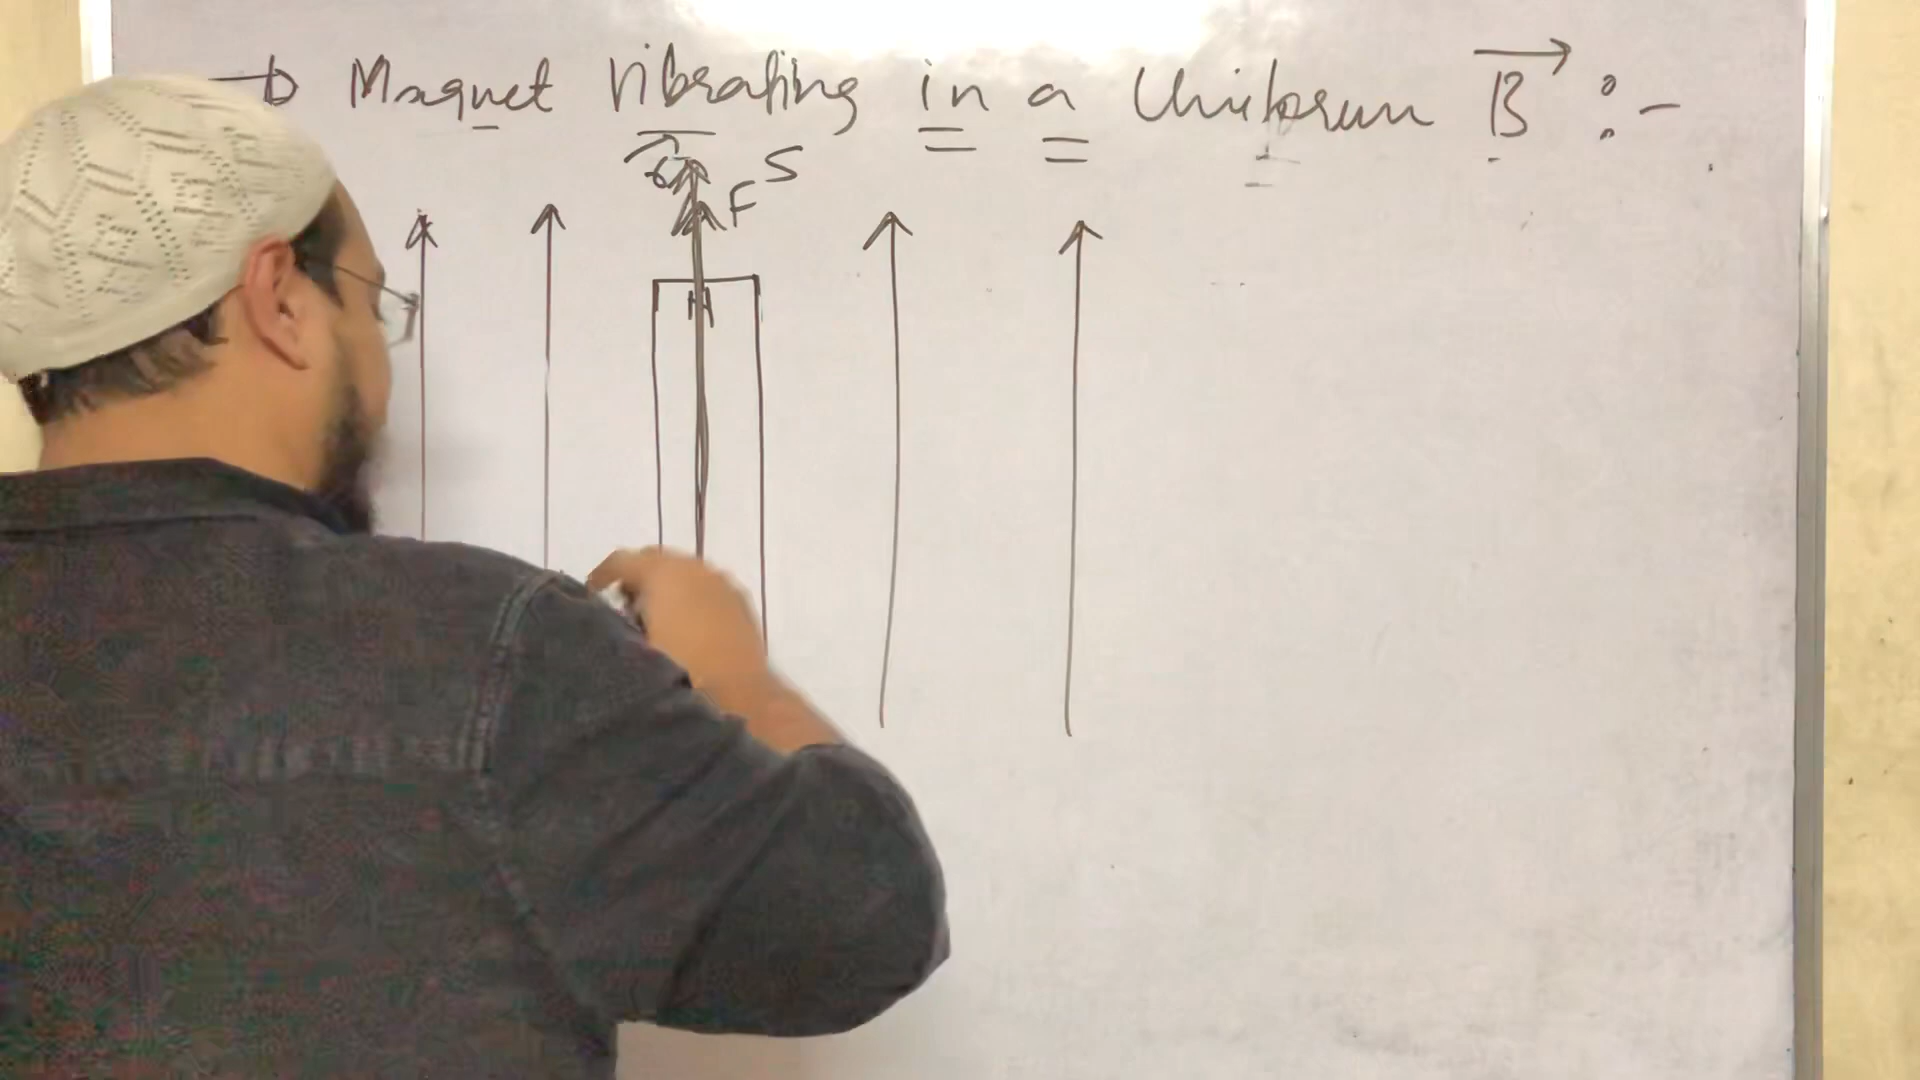 → Magnet vibrating in a Uniform B⃗ :-
S
F
N